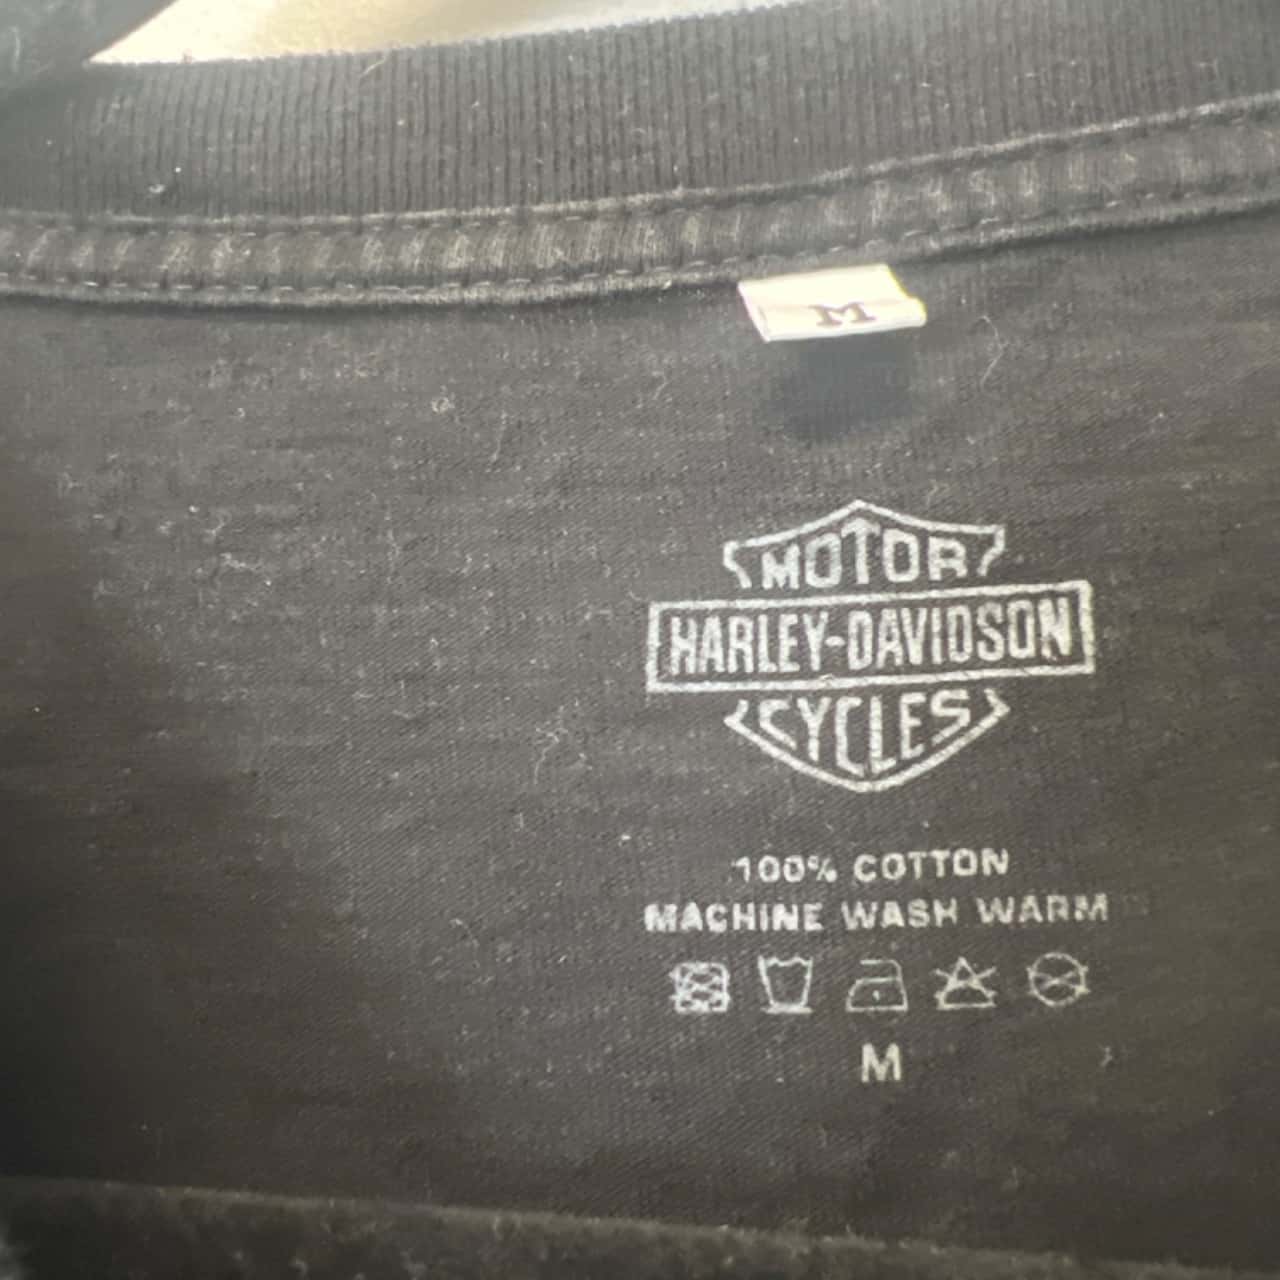 M
MOTOR
HARLEY-DAVIDSON
CYCLES
100% COTTON
MACHINE WASH WARM
M